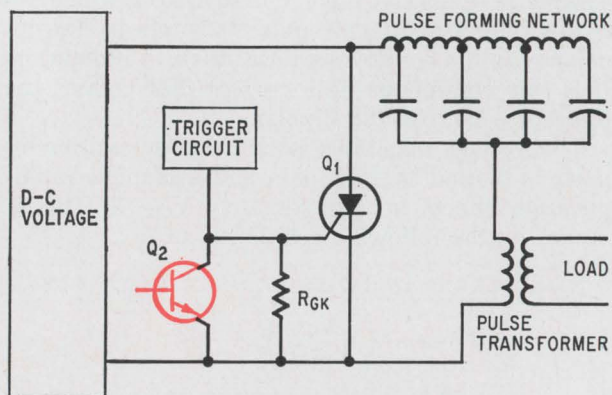 PULSE FORMING NETWORK
TRIGGER
CIRCUIT
Q1
D-C
VOLTAGE
Q2
RGK
LOAD
PULSE
TRANSFORMER